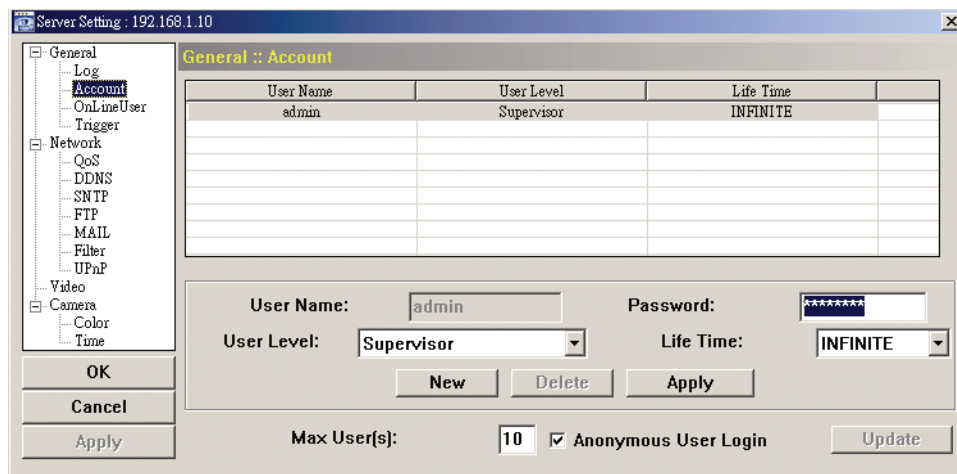 Server Setting : 192.168.1.10
General
Log
Account
OnLineUser
Trigger
Network
QoS
DDNS
SNTP
FTP
MAIL
Filter
UPnP
Video
Camera
Color
Time
OK
Cancel
Apply
General :: Account
User Name User Level Life Time
admin Supervisor INFINITE
User Name: admin Password: ********
User Level: Supervisor Life Time: INFINITE
New Delete Apply
Max User(s): 10 Anonymous User Login Update